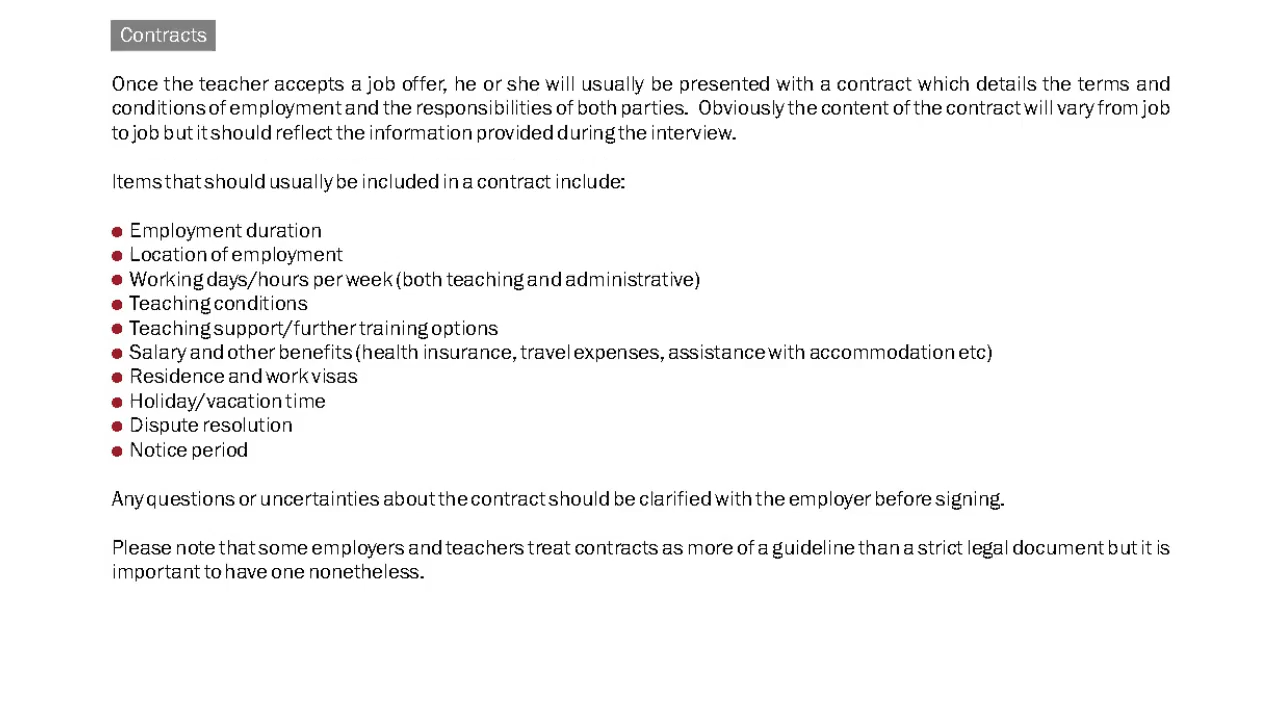 Contracts
Once the teacher accepts a job offer, he or she will usually be presented with a contract which details the terms and
conditions of employment and the responsibilities of both parties. Obviously the content of the contract will vary from job
to job but it should reflect the information provided during the interview.
Items that should usually be included in a contract include:
● Employment duration
● Location of employment
● Working days/hours per week (both teaching and administrative)
● Teaching conditions
● Teaching support/further training options
● Salary and other benefits (health insurance, travel expenses, assistance with accommodation etc)
● Residence and work visas
● Holiday/vacation time
● Dispute resolution
● Notice period
Any questions or uncertainties about the contract should be clarified with the employer before signing.
Please note that some employers and teachers treat contracts as more of a guideline than a strict legal document but it is
important to have one nonetheless.